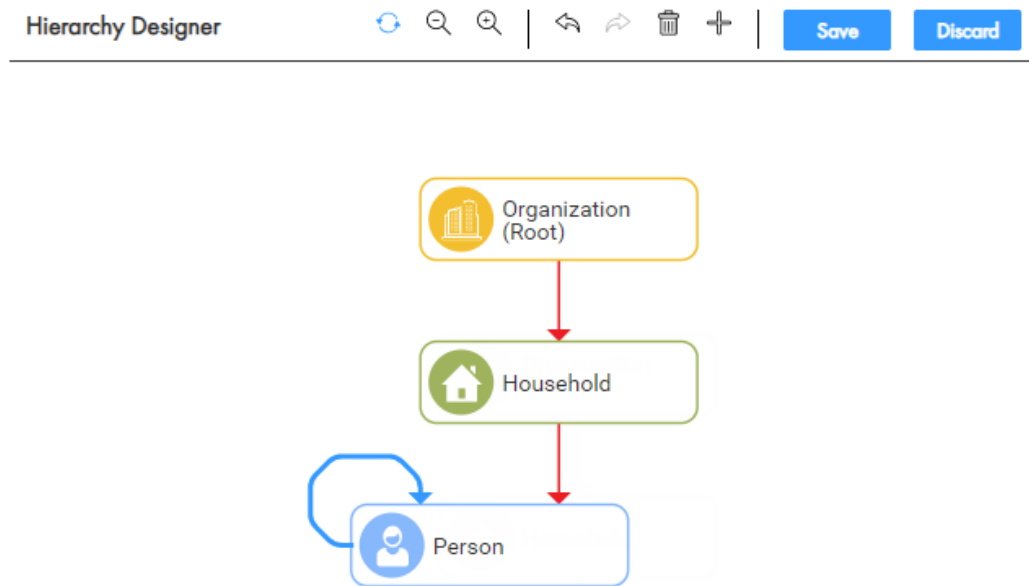 Hierarchy Designer
Save
Discard
Organization
(Root)
Household
Person